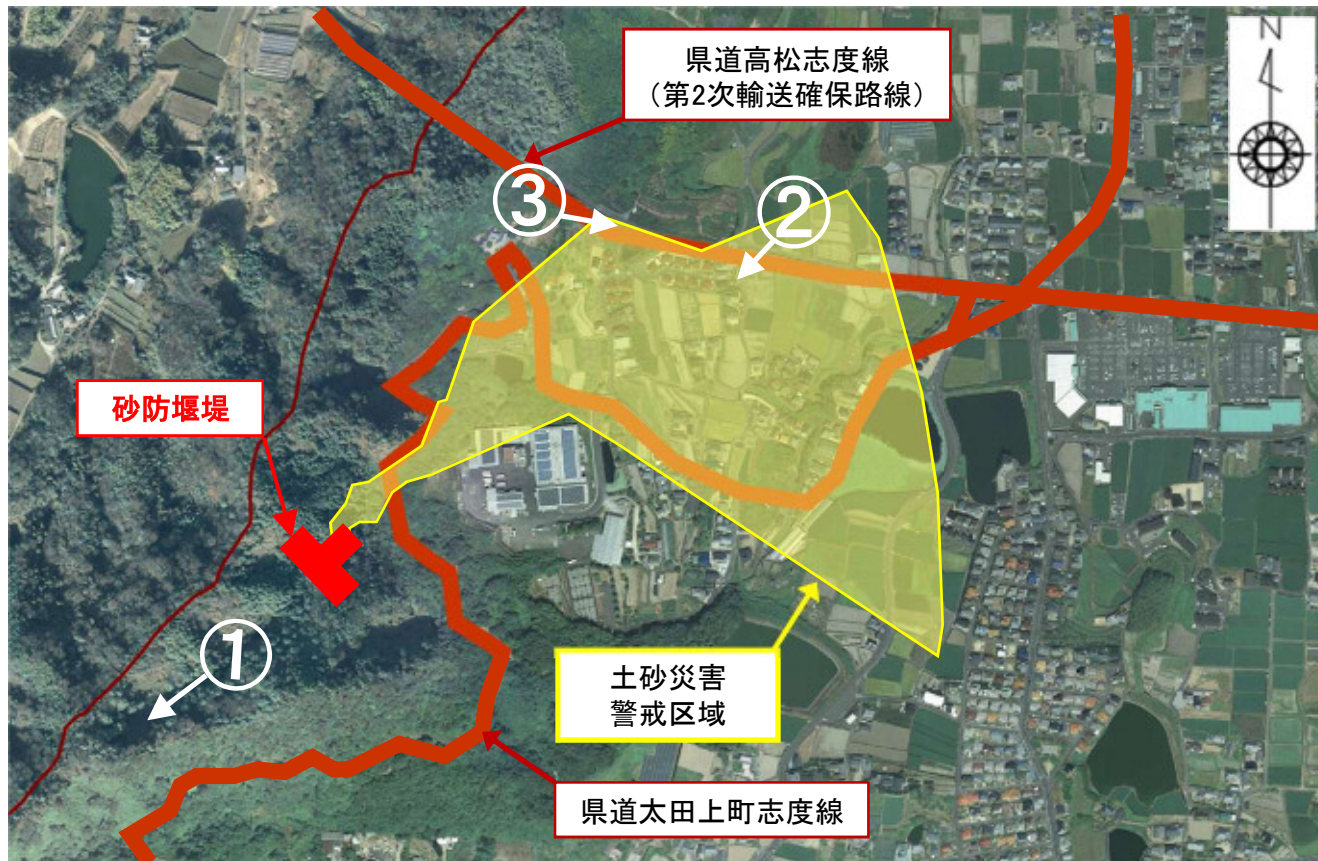 県道高松志度線
（第2次輸送確保路線）
N
③
②
砂防堰堤
①
土砂災害
警戒区域
県道太田上町志度線